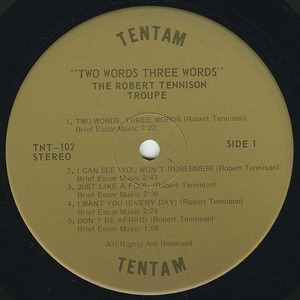 TENTAM
"TWO WORDS THREE WORDS"
THE ROBERT TENNISON
TROUPE
1. TWO WORDS, THREE WORDS (Robert Tennison)
Brief Escar Music 2:22
TNT-102
STEREO
SIDE 1
2. I CAN SEE (YOU WON'T REMEMBER) (Robert Tennison)
Brief Escar Music 2:43
3. JUST LIKE A FOOL (Robert Tennison)
Brief Escar Music 2:36
4. I WANT YOU (EVERY DAY) (Robert Tennison)
Brief Escar Music 2:28
5. DON'T BE AFRAID (Robert Tennison)
Brief Escar Music 1:58
All Rights Are Reserved
TENTAM